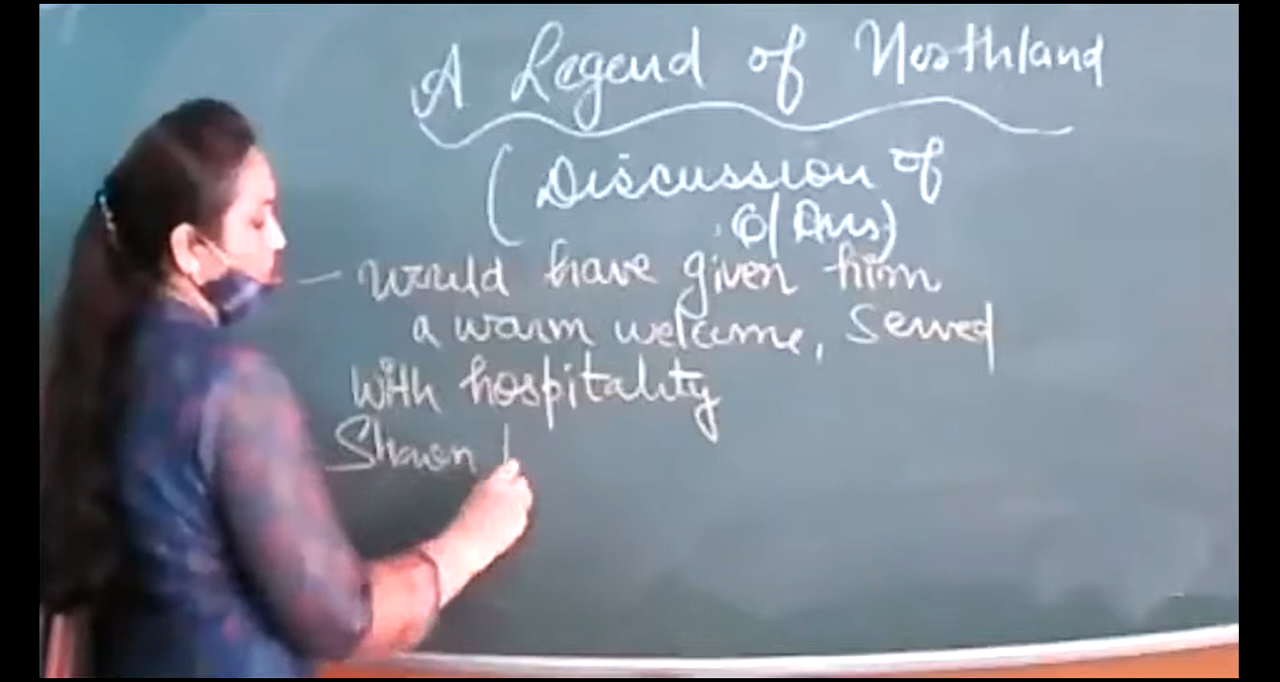 A Legend of Northland
(Discussion of
Q/Ans)
– would have given him
a warm welcome, served
with hospitality
Shown